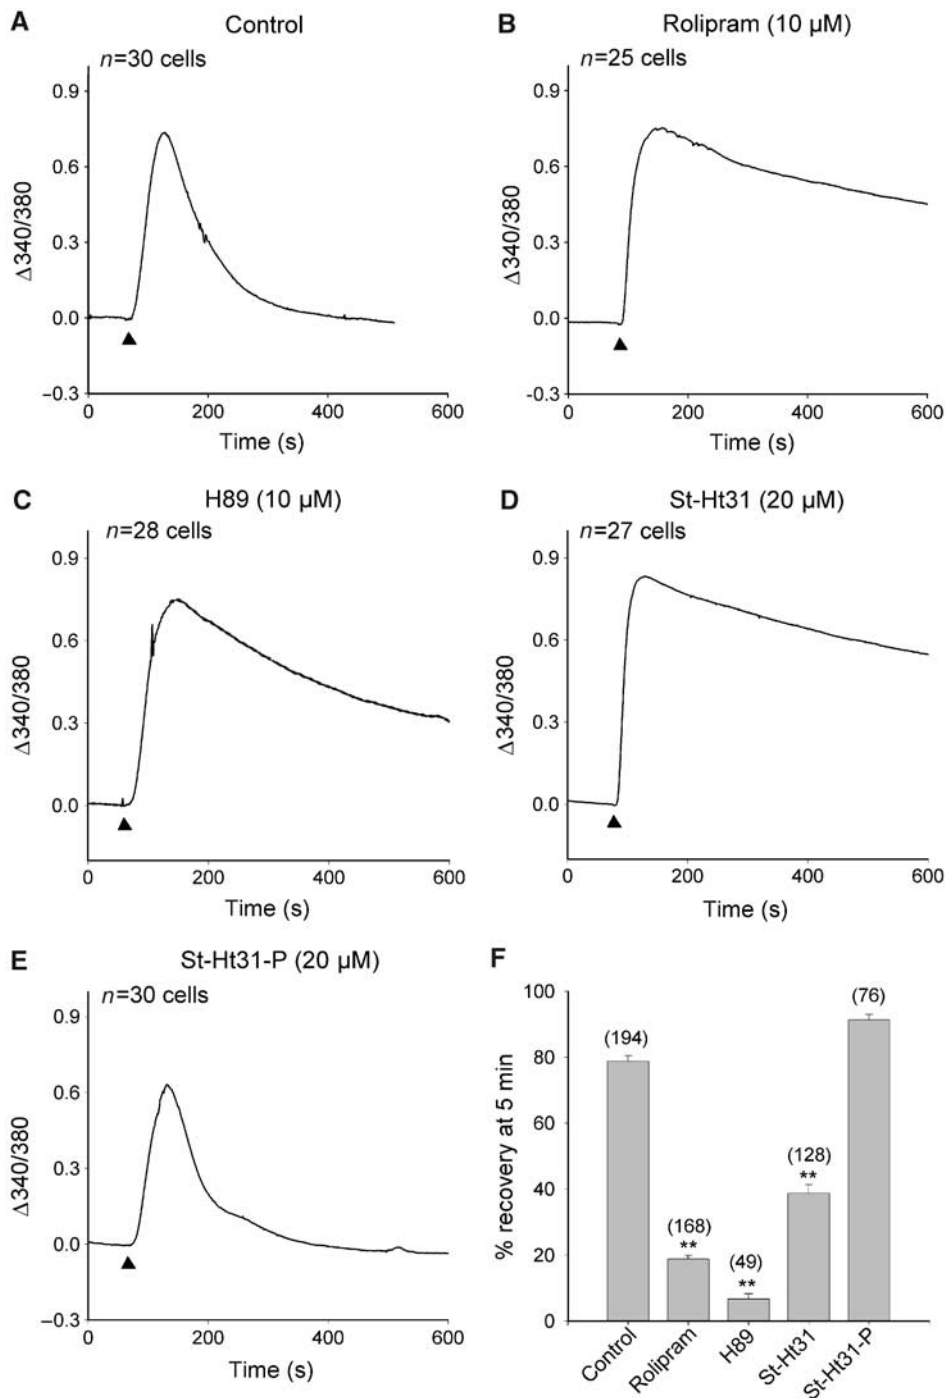 A
Control
n=30 cells
0.9
0.6
0.3
0.0
–0.3
Δ340/380
0 200 400 600
Time (s)
B
Rolipram (10 µM)
n=25 cells
0.9
0.6
0.3
0.0
-0.3
Δ340/380
0 200 400 600
Time (s)
C
H89 (10 µM)
n=28 cells
0.9
0.6
0.3
0.0
Δ340/380
0 200 400 600
Time (s)
D
St-Ht31 (20 µM)
n=27 cells
0.9
0.6
0.3
0.0
Δ340/380
0 200 400 600
Time (s)
E
St-Ht31-P (20 µM)
n=30 cells
0.9
0.6
0.3
0.0
–0.3
Δ340/380
0 200 400 600
Time (s)
F
100
80
60
40
20
0
% recovery at 5 min
(194)
(168)
**
(49)
**
(128)
**
(76)
Control
Rolipram
H89
St-Ht31
St-Ht31-P